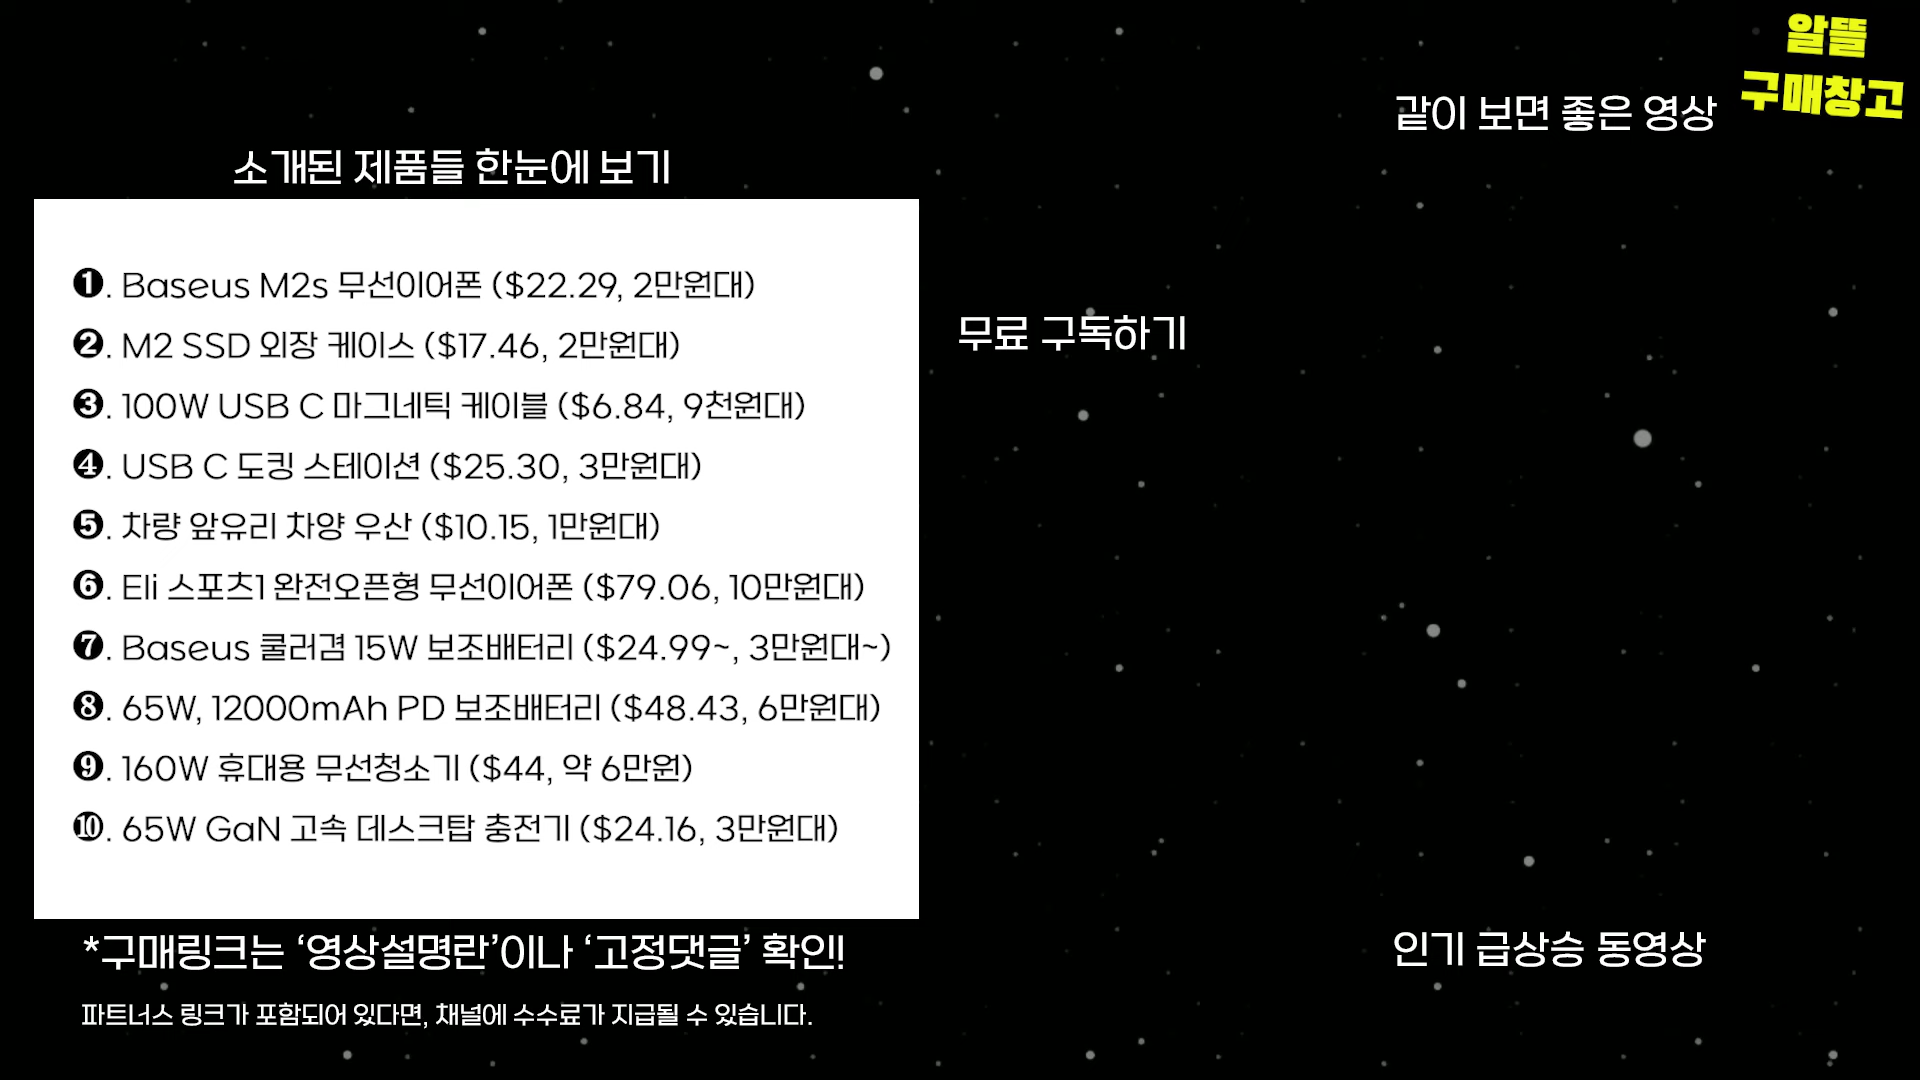 알뜰
구매창고
같이 보면 좋은 영상
소개된 제품들 한눈에 보기
❶. Baseus M2s 무선이어폰 ($22.29, 2만원대)
❷. M2 SSD 외장 케이스 ($17.46, 2만원대)
❸. 100W USB C 마그네틱 케이블 ($6.84, 9천원대)
❹. USB C 도킹 스테이션 ($25.30, 3만원대)
❺. 차량 앞유리 차양 우산 ($10.15, 1만원대)
❻. Eli 스포츠1 완전오픈형 무선이어폰 ($79.06, 10만원대)
❼. Baseus 쿨러겸 15W 보조배터리 ($24.99~, 3만원대~)
❽. 65W, 12000mAh PD 보조배터리 ($48.43, 6만원대)
❾. 160W 휴대용 무선청소기 ($44, 약 6만원)
❿. 65W GaN 고속 데스크탑 충전기 ($24.16, 3만원대)
무료 구독하기
*구매링크는 ‘영상설명란’이나 ‘고정댓글’ 확인!
파트너스 링크가 포함되어 있다면, 채널에 수수료가 지급될 수 있습니다.
인기 급상승 동영상